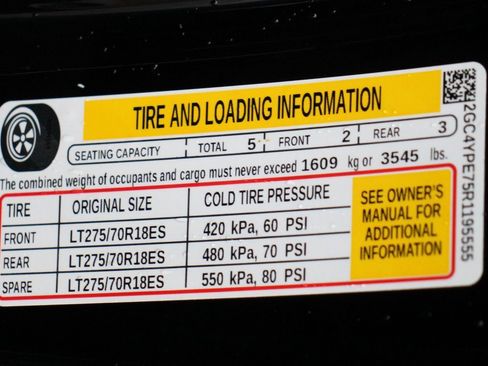 TIRE AND LOADING INFORMATION
SEATING CAPACITY TOTAL 5 FRONT 2 REAR 3
The combined weight of occupants and cargo must never exceed 1609 kg or 3545 lbs.
TIRE ORIGINAL SIZE COLD TIRE PRESSURE
FRONT LT275/70R18ES 420 kPa, 60 PSI
REAR LT275/70R18ES 480 kPa, 70 PSI
SPARE LT275/70R18ES 550 kPa, 80 PSI
SEE OWNER'S
MANUAL FOR
ADDITIONAL
INFORMATION
2GC4YPE75R1195555